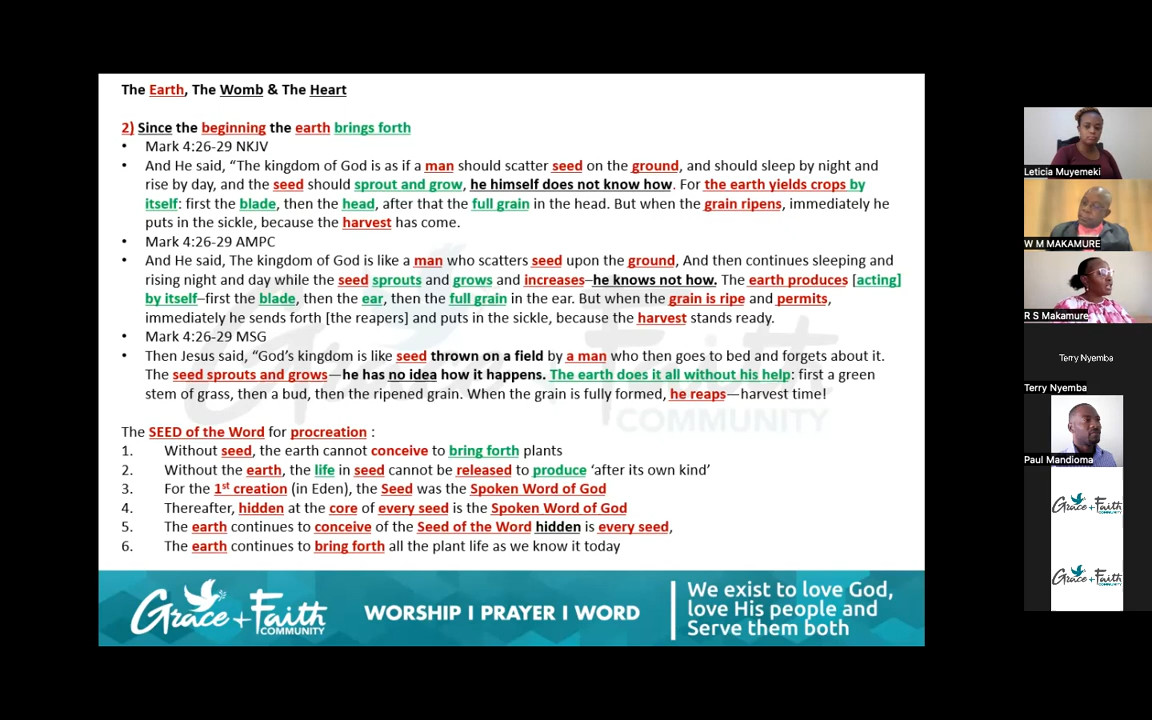 The Earth, The Womb & The Heart
2) Since the beginning the earth brings forth
• Mark 4:26-29 NKJV
• And He said, “The kingdom of God is as if a man should scatter seed on the ground, and should sleep by night and
rise by day, and the seed should sprout and grow, he himself does not know how. For the earth yields crops by
itself: first the blade, then the head, after that the full grain in the head. But when the grain ripens, immediately he
puts in the sickle, because the harvest has come.
• Mark 4:26-29 AMPC
• And He said, The kingdom of God is like a man who scatters seed upon the ground, And then continues sleeping and
rising night and day while the seed sprouts and grows and increases–he knows not how. The earth produces [acting]
by itself–first the blade, then the ear, then the full grain in the ear. But when the grain is ripe and permits,
immediately he sends forth [the reapers] and puts in the sickle, because the harvest stands ready.
• Mark 4:26-29 MSG
• Then Jesus said, “God’s kingdom is like seed thrown on a field by a man who then goes to bed and forgets about it.
The seed sprouts and grows—he has no idea how it happens. The earth does it all without his help: first a green
stem of grass, then a bud, then the ripened grain. When the grain is fully formed, he reaps—harvest time!
The SEED of the Word for procreation :
1. Without seed, the earth cannot conceive to bring forth plants
2. Without the earth, the life in seed cannot be released to produce ‘after its own kind’
3. For the 1st creation (in Eden), the Seed was the Spoken Word of God
4. Thereafter, hidden at the core of every seed is the Spoken Word of God
5. The earth continues to conceive of the Seed of the Word hidden is every seed,
6. The earth continues to bring forth all the plant life as we know it today
Grace + Faith
COMMUNITY
WORSHIP I PRAYER I WORD
We exist to love God,
love His people and
Serve them both
Grace + Faith
COMMUNITY
Leticia Muyemeki
W M MAKAMURE
R S Makamure
Terry Nyemba
Terry Nyemba
Paul Mandioma
Grace + Faith
COMMUNITY
Grace + Faith
COMMUNITY